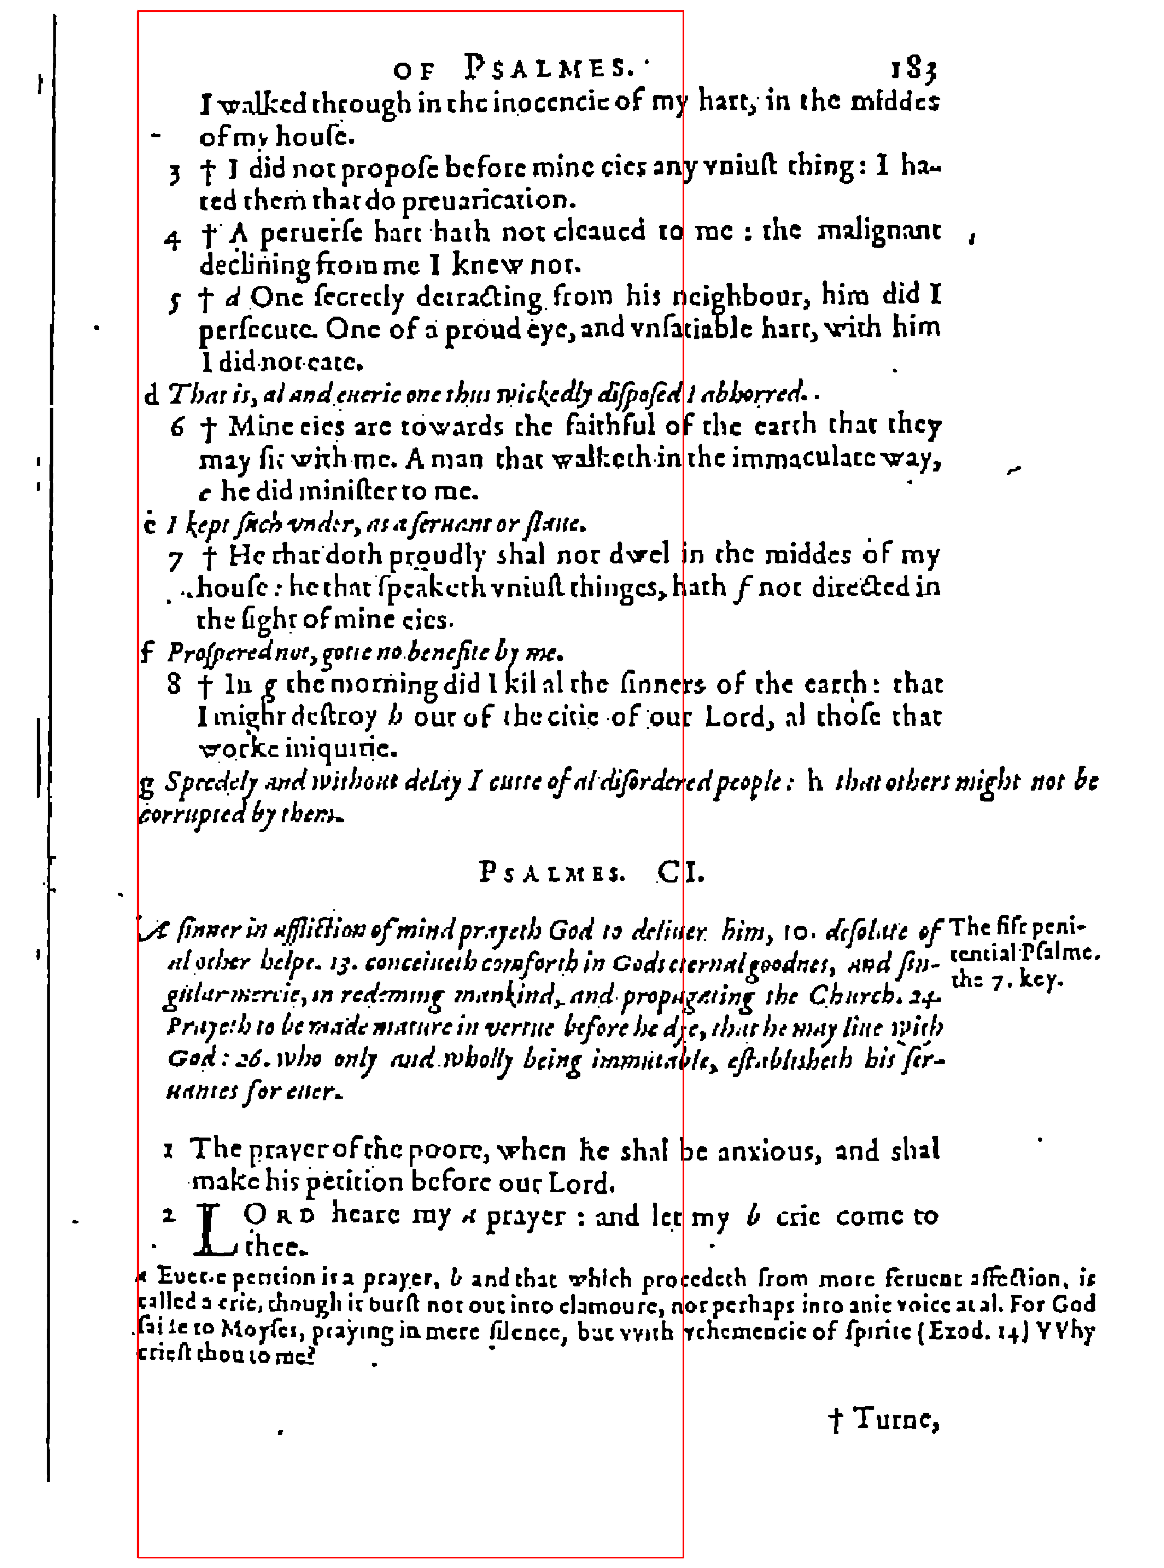 OF PSALMES. 183
I walked through in the inocencie of my hart, in the middes
of my houſe.
3 † I did not propoſe before mine eies any vniuſt thing: I ha-
ted them that do preuarication.
4 † A peruerſe hart hath not cleaued to me : the malignant
declining from me I knew not.
5 † d One ſecretly detracting from his neighbour, him did I
perſecute. One of a proud eye, and vnſatiable hart, with him
I did not eate.
d That is, al and euerie one thus wickedly diſpoſed I abhorred.
6 † Mine eies are towards the faithful of the earth that they
may ſit with me. A man that walketh in the immaculate way,
e he did miniſter to me.
e I kept ſuch vnder, as a ſeruant or ſlaue.
7 † He that doth proudly shal not dwel in the middes of my
houſe : he that ſpeaketh vniuſt thinges, hath f not directed in
the ſight of mine eies.
f Proſpered not, gotte no benefite by me.
8 † In g the morning did I kil al the ſinners of the earth: that
I might deſtroy h out of the citie of our Lord, al thoſe that
worke iniquitie.
g Speedely and without delay I cutte of al diſordered people: h that others might not be
corrupted by them.
PSALMES. CI.
A ſinner in affliction of mind prayeth God to deliuer him, 10. deſolate of
al other helpe. 13. conceiueth comforth in Gods eternal goodnes, and ſin-
gular mercie, in redeming mankind, and propagating the Church. 24.
Prayeth to be made mature in vertue before he dye, that he may liue with
God: 26. who only and wholly being immutable, eſtablisheth his ſer-
uantes for euer.
The fift peni-
tential Pſalme.
the 7. key.
1 The prayer of the poore, when he shal be anxious, and shal
make his petition before our Lord.
2 LORD heare my a prayer : and let my b crie come to
thee.
a Euerie petition is a prayer, b and that which procedeth from more feruent affection, is
called a crie, though it burſt not out into clamoure, nor perhaps into anie voice at al. For God
ſaide to Moyſes, praying in mere ſilence, but vvith vehemencie of ſpirite (Exod. 14) VVhy
crieſt thou to me?
† Turne,